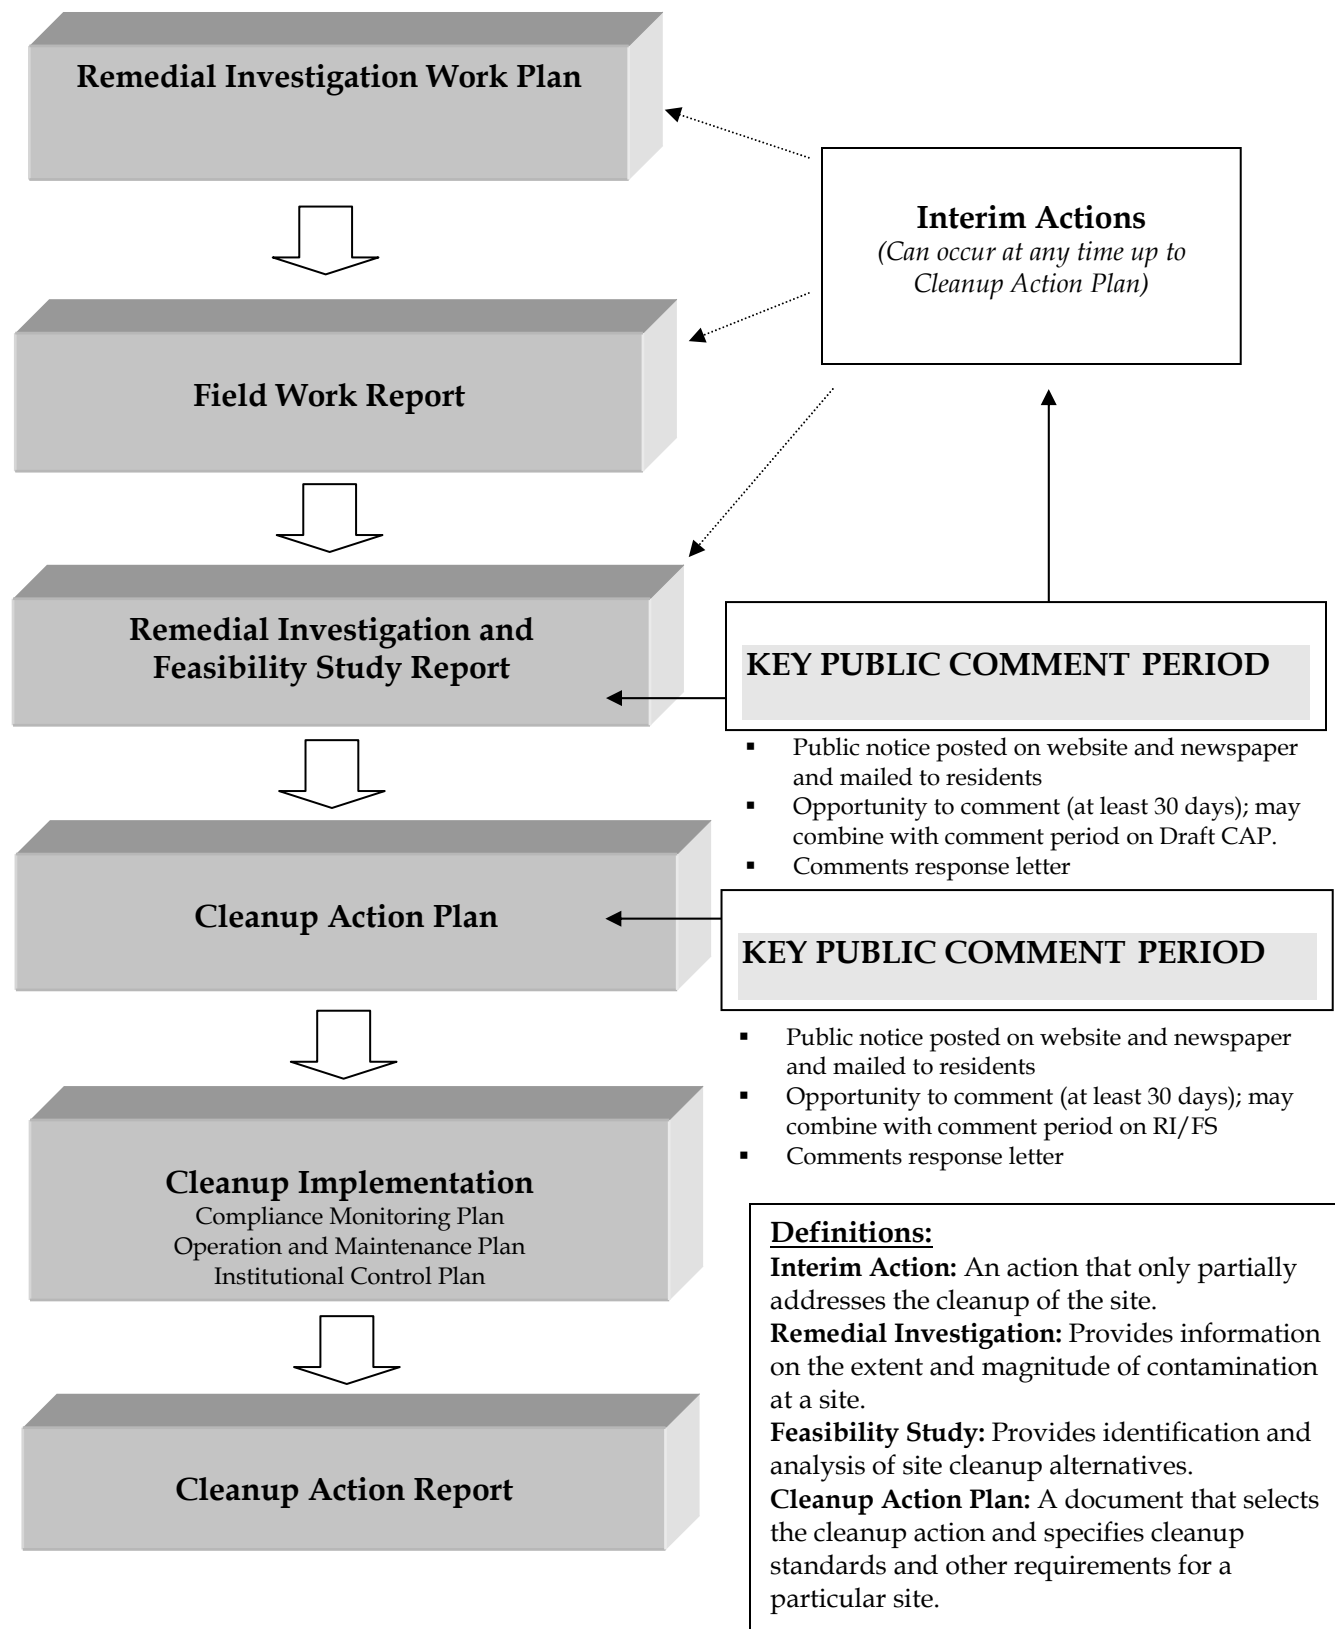 Remedial Investigation Work Plan
Interim Actions
(Can occur at any time up to
Cleanup Action Plan)
Field Work Report
Remedial Investigation and
Feasibility Study Report
KEY PUBLIC COMMENT PERIOD
▪ Public notice posted on website and newspaper
and mailed to residents
▪ Opportunity to comment (at least 30 days); may
combine with comment period on Draft CAP.
▪ Comments response letter
Cleanup Action Plan
KEY PUBLIC COMMENT PERIOD
▪ Public notice posted on website and newspaper
and mailed to residents
▪ Opportunity to comment (at least 30 days); may
combine with comment period on RI/FS
▪ Comments response letter
Cleanup Implementation
Compliance Monitoring Plan
Operation and Maintenance Plan
Institutional Control Plan
Cleanup Action Report
Definitions:
Interim Action: An action that only partially
addresses the cleanup of the site.
Remedial Investigation: Provides information
on the extent and magnitude of contamination
at a site.
Feasibility Study: Provides identification and
analysis of site cleanup alternatives.
Cleanup Action Plan: A document that selects
the cleanup action and specifies cleanup
standards and other requirements for a
particular site.